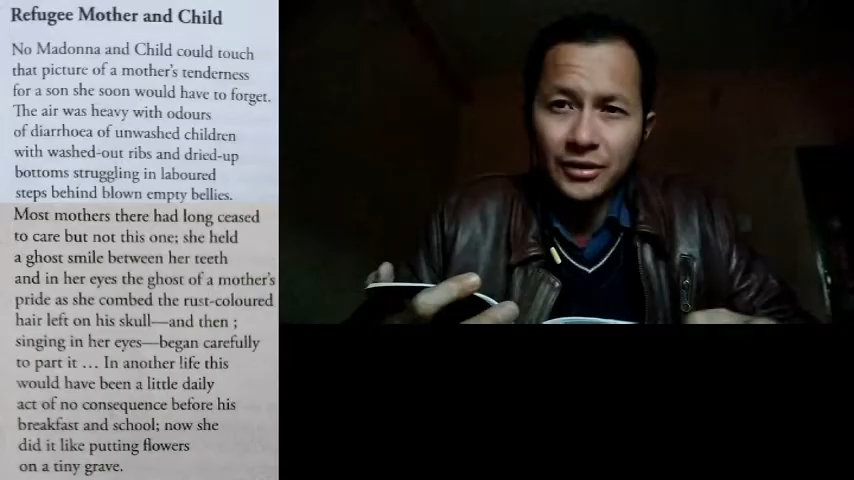 Refugee Mother and Child
No Madonna and Child could touch
that picture of a mother's tenderness
for a son she soon would have to forget.
The air was heavy with odours
of diarrhoea of unwashed children
with washed-out ribs and dried-up
bottoms struggling in laboured
steps behind blown empty bellies.
Most mothers there had long ceased
to care but not this one; she held
a ghost smile between her teeth
and in her eyes the ghost of a mother's
pride as she combed the rust-coloured
hair left on his skull—and then ;
singing in her eyes—began carefully
to part it ... In another life this
would have been a little daily
act of no consequence before his
breakfast and school; now she
did it like putting flowers
on a tiny grave.